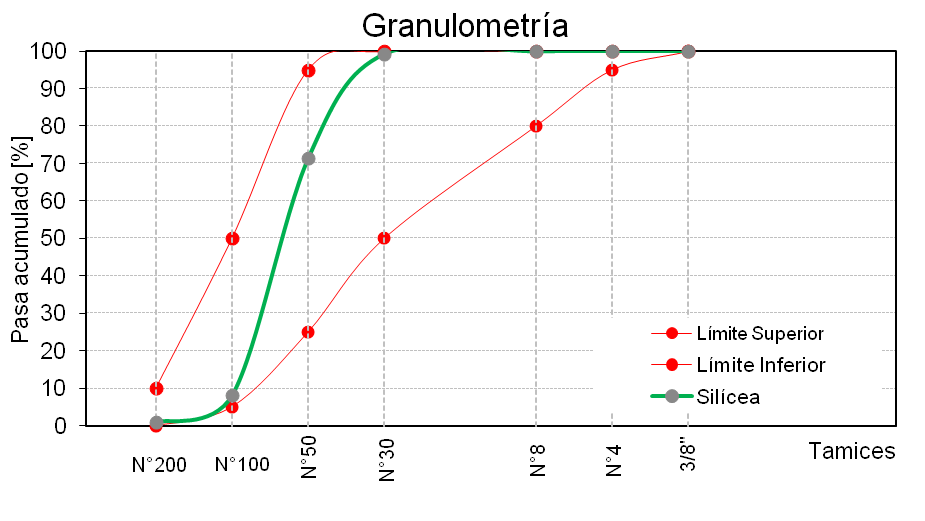 Granulometría
Pasa acumulado [%]
100
90
80
70
60
50
40
30
20
10
0
Límite Superior
Límite Inferior
Silícea
N°200
N°100
N°50
N°30
N°8
N°4
3/8"
Tamices